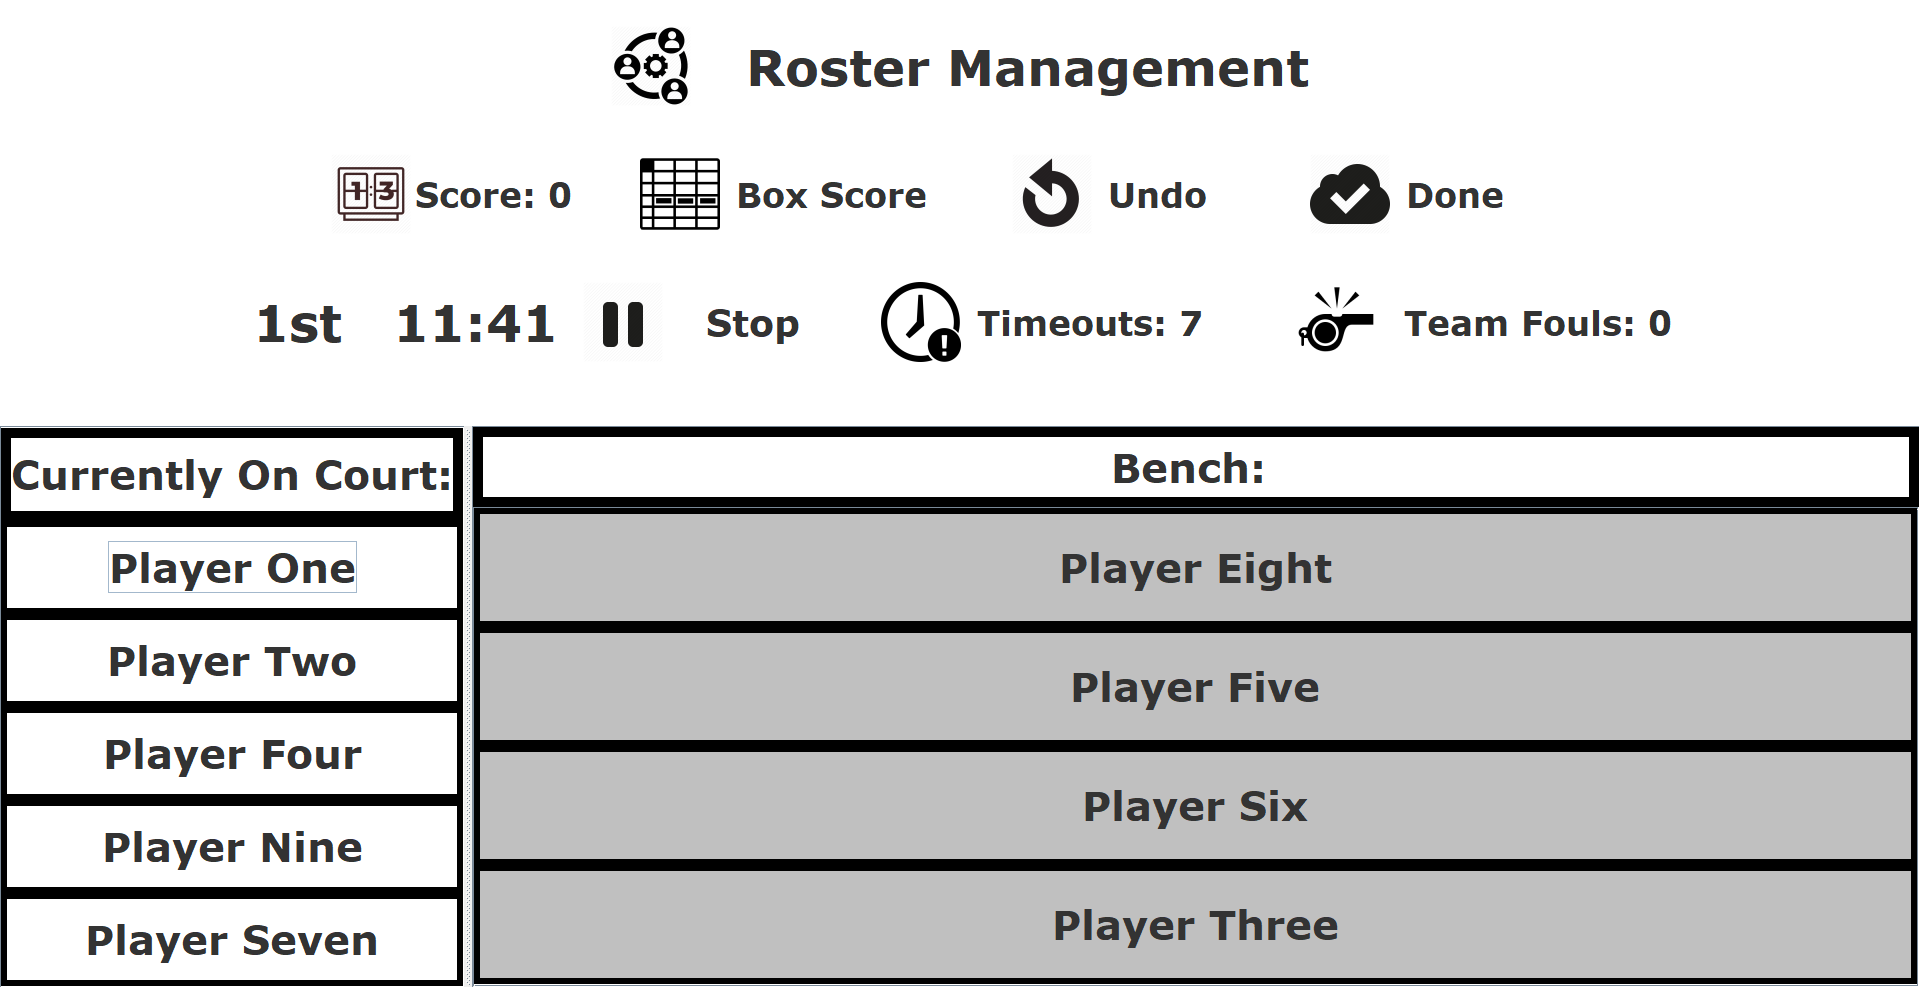 Roster Management
1:3 Score: 0 Box Score Undo Done
1st 11:41 Stop Timeouts: 7 Team Fouls: 0
Currently On Court:
Player One
Player Two
Player Four
Player Nine
Player Seven
Bench:
Player Eight
Player Five
Player Six
Player Three